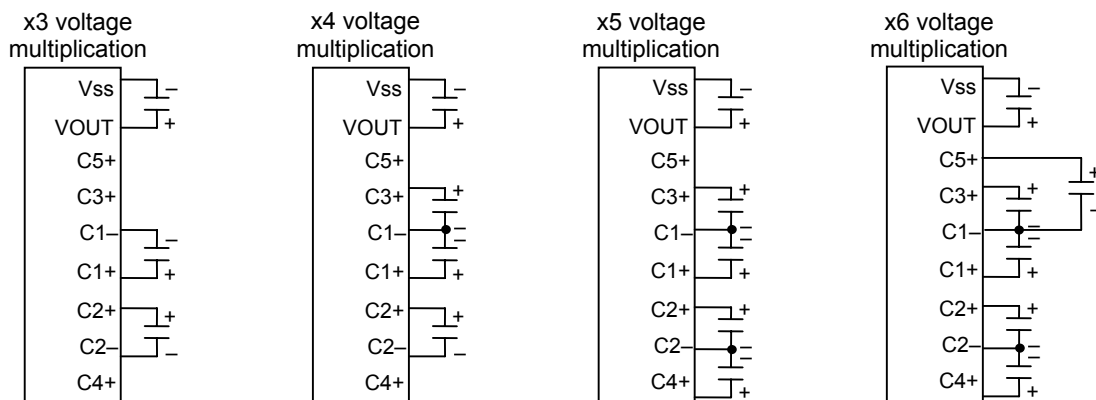 x3 voltage
multiplication
Vss
–
VOUT
+
C5+
C3+
C1–
–
C1+
+
C2+
+
C2–
–
C4+
x4 voltage
multiplication
Vss
–
VOUT
+
C5+
C3+
+
C1–
–
–
C1+
+
C2+
+
C2–
–
C4+
x5 voltage
multiplication
Vss
–
VOUT
+
C5+
C3+
+
C1–
–
–
C1+
+
C2+
+
C2–
–
–
C4+
+
x6 voltage
multiplication
Vss
–
VOUT
+
C5+
+
–
C3+
+
C1–
–
–
C1+
+
C2+
+
C2–
–
–
C4+
+